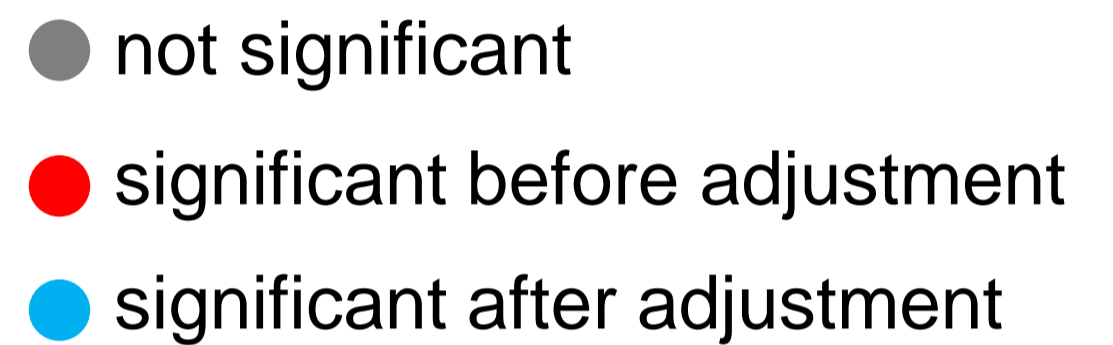 not significant
significant before adjustment
significant after adjustment